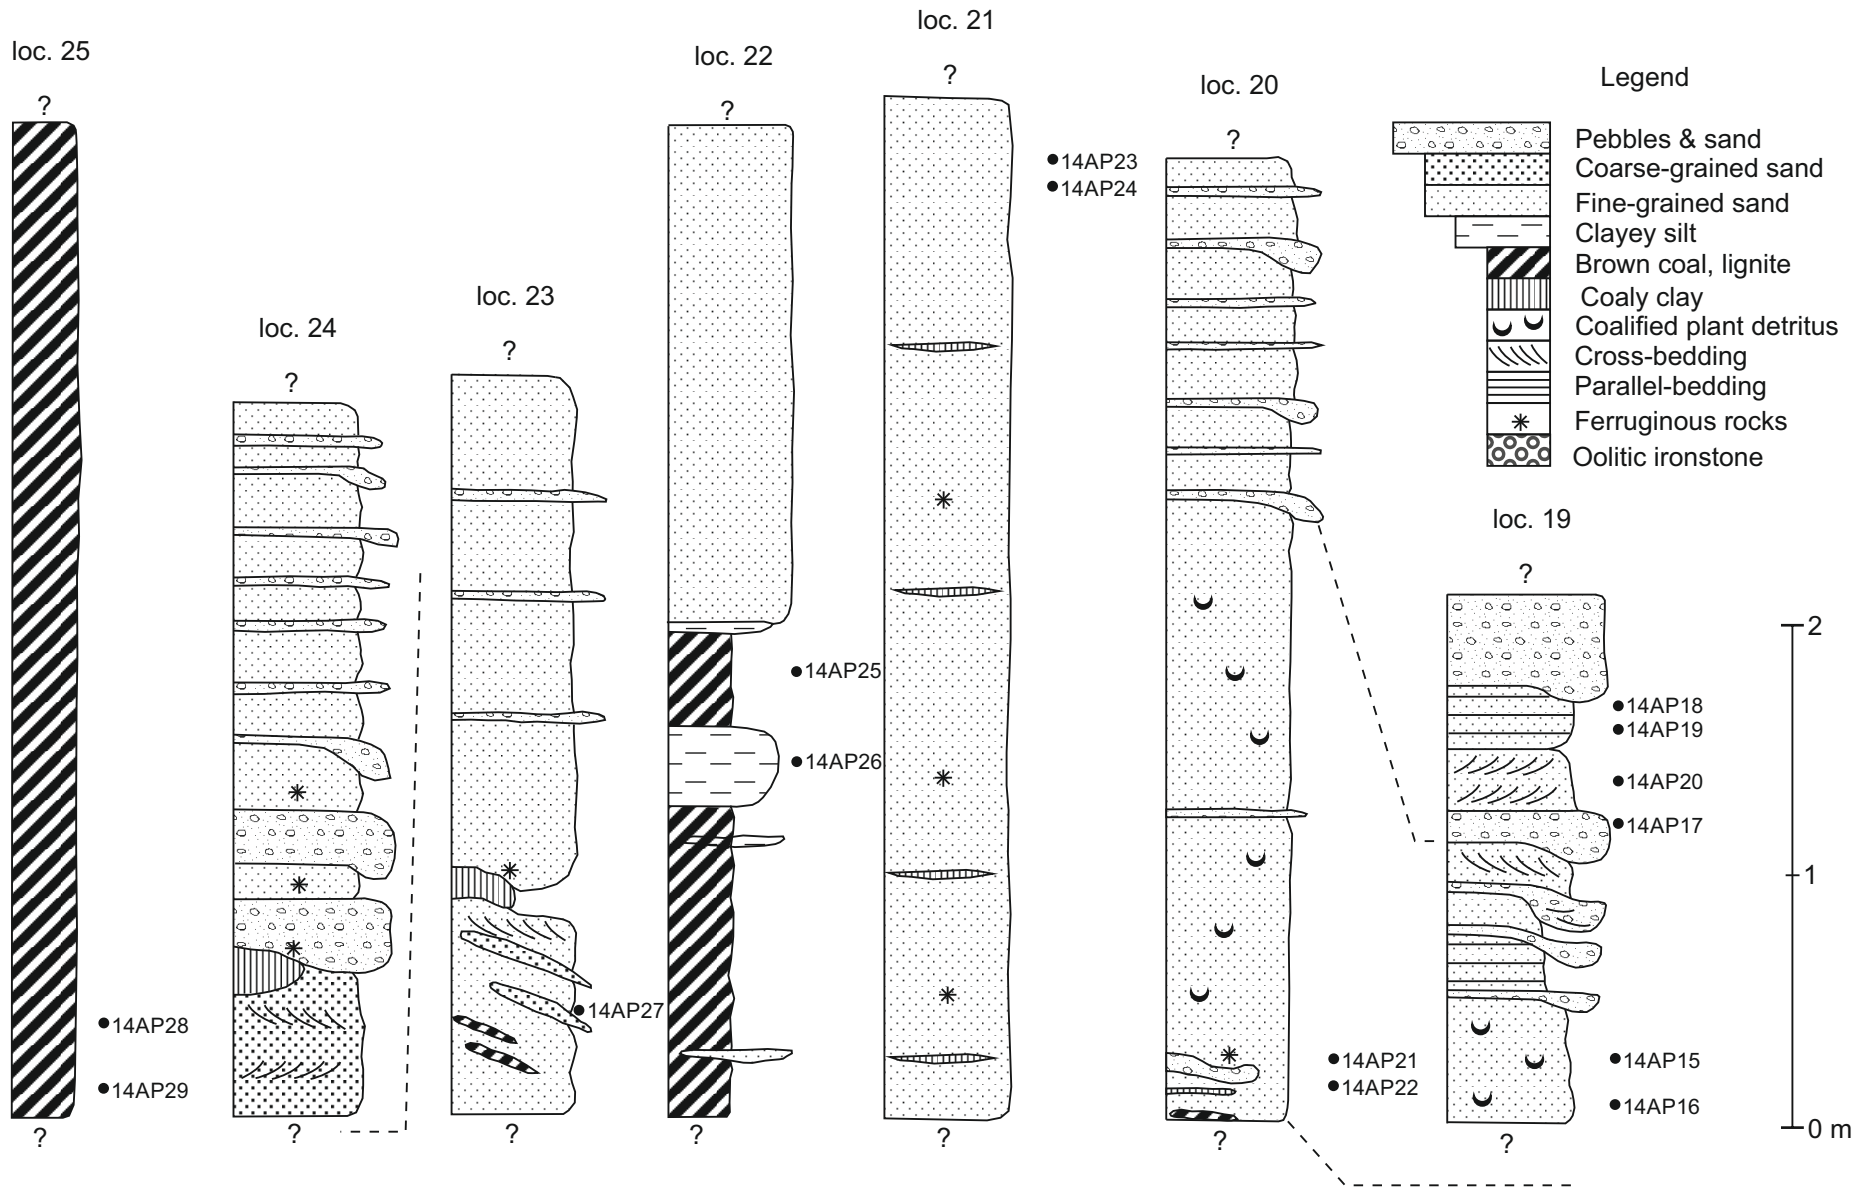 loc. 25
?
?
14AP28
14AP29
loc. 24
?
?
loc. 23
?
14AP27
?
loc. 22
?
14AP25
14AP26
?
loc. 21
?
?
14AP23
14AP24
loc. 20
?
14AP21
14AP22
?
Legend
Pebbles & sand
Coarse-grained sand
Fine-grained sand
Clayey silt
Brown coal, lignite
Coaly clay
Coalified plant detritus
Cross-bedding
Parallel-bedding
Ferruginous rocks
Oolitic ironstone
loc. 19
?
14AP18
14AP19
14AP20
14AP17
14AP15
14AP16
?
2
1
0 m